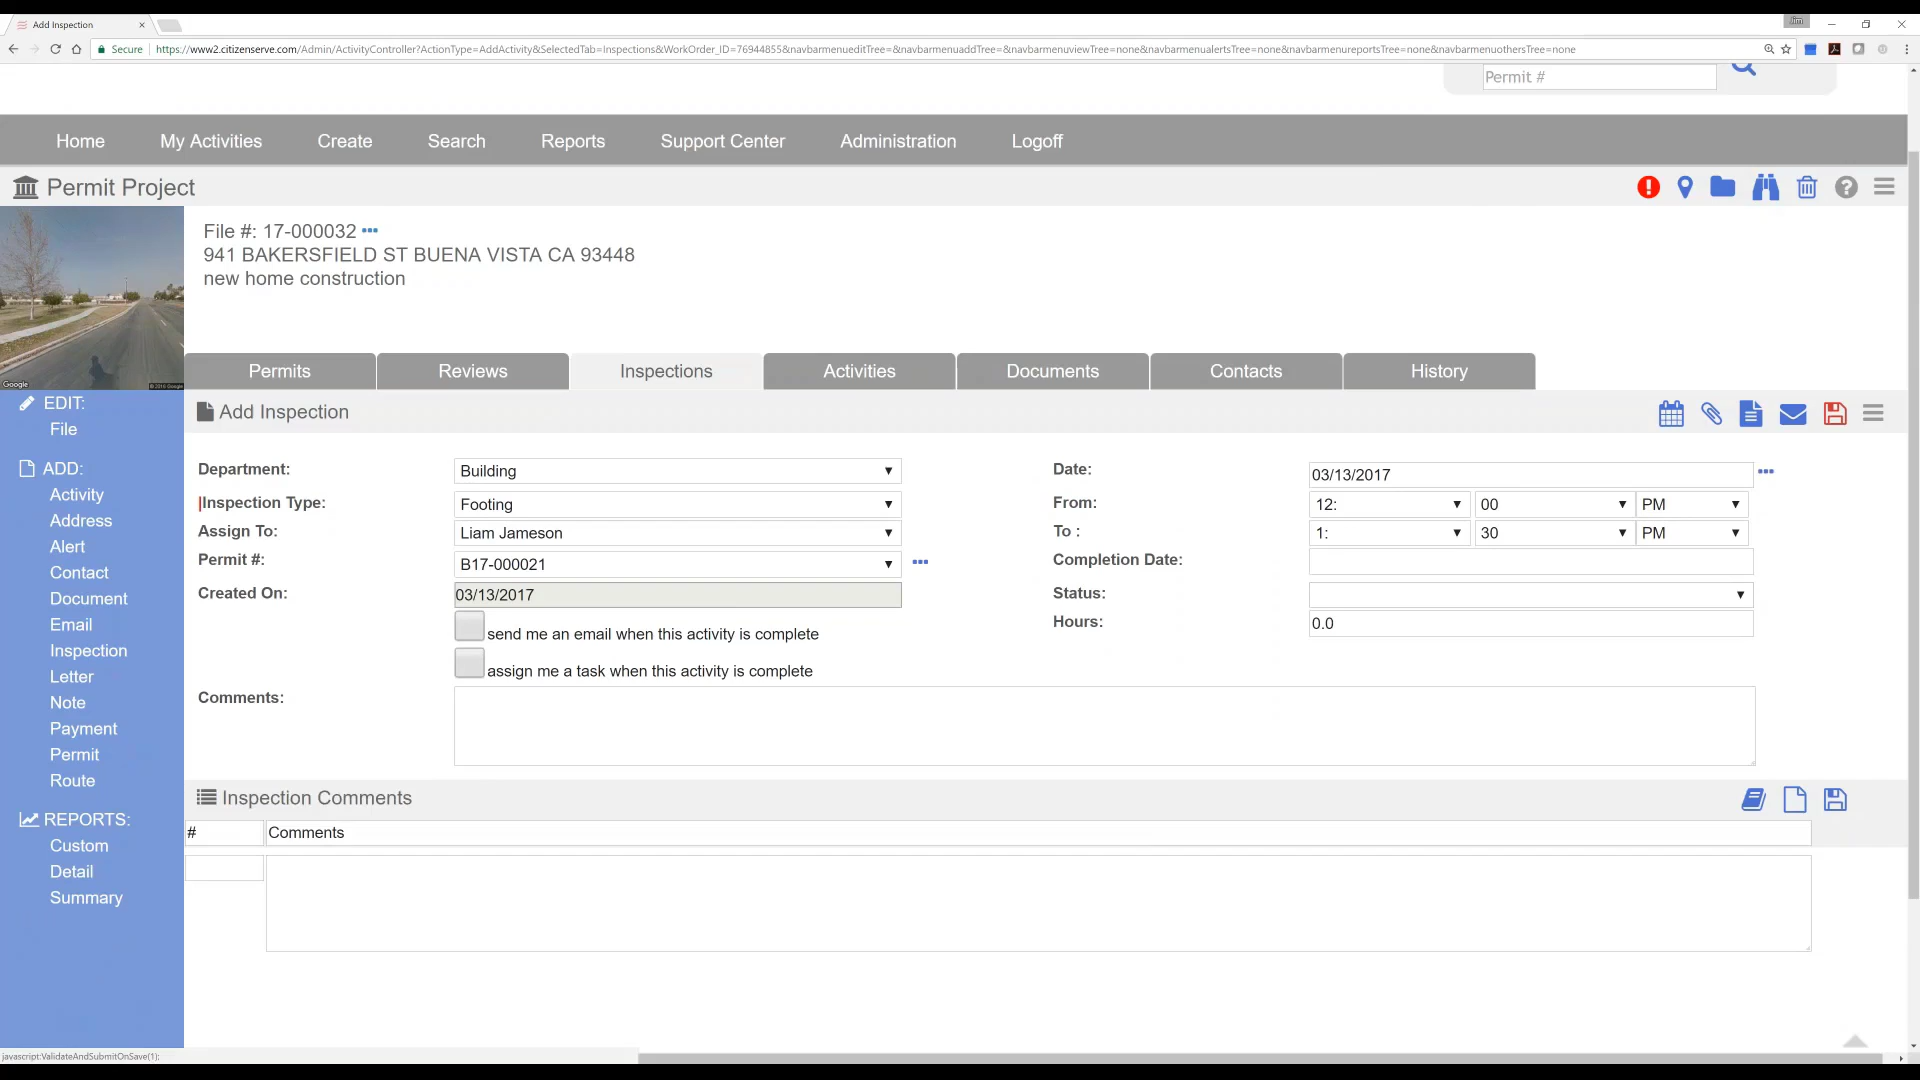 Add Inspection
Jim
Secure
https://www2.citizenserve.com/Admin/ActivityController?ActionType=AddActivity&SelectedTab=Inspections&WorkOrder_ID=76944855&navbarmenueditTree=&navbarmenuaddTree=&navbarmenuviewTree=none&navbarmenualertsTree=none&navbarmenureportsTree=none&navbarmenuothersTree=none
Permit #
Home My Activities Create Search Reports Support Center Administration Logoff
Permit Project
File #: 17-000032
941 BAKERSFIELD ST BUENA VISTA CA 93448
new home construction
Google
© 2016 Google
Permits Reviews Inspections Activities Documents Contacts History
EDIT:
File
ADD:
Activity
Address
Alert
Contact
Document
Email
Inspection
Letter
Note
Payment
Permit
Route
REPORTS:
Custom
Detail
Summary
Add Inspection
Department: Building
Inspection Type: Footing
Assign To: Liam Jameson
Permit #: B17-000021
Created On: 03/13/2017
send me an email when this activity is complete
assign me a task when this activity is complete
Date: 03/13/2017
From: 12: 00 PM
To : 1: 30 PM
Completion Date:
Status:
Hours: 0.0
Comments:
Inspection Comments
# Comments
javascript:ValidateAndSubmitOnSave(1);